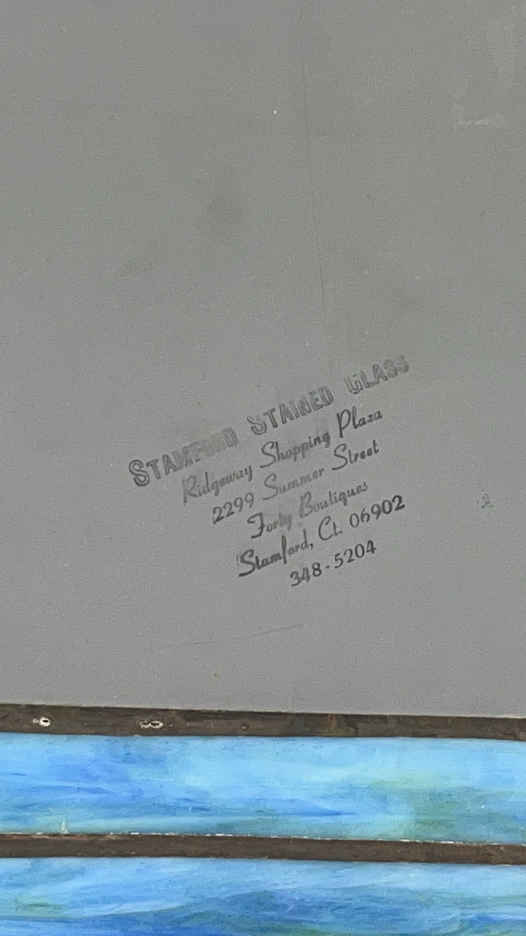 STAMFORD STAINED GLASS
Ridgeway Shopping Plaza
2299 Summer Street
Forty Boutiques
Stamford, Ct. 06902
348-5204